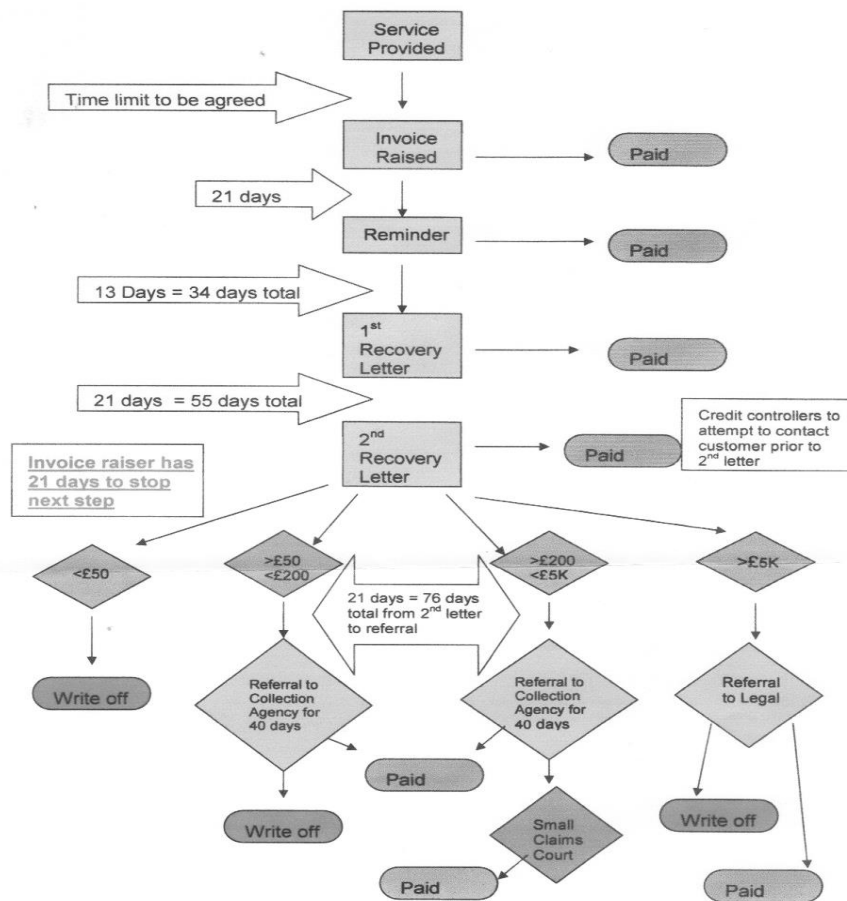 Service
Provided
Time limit to be agreed
Invoice
Raised
Paid
21 days
Reminder
Paid
13 Days = 34 days total
1st
Recovery
Letter
Paid
21 days = 55 days total
2nd
Recovery
Letter
Paid
Credit controllers to
attempt to contact
customer prior to
2nd letter
Invoice raiser has
21 days to stop
next step
<£50
>£50
<£200
>£200
<£5K
>£5K
21 days = 76 days
total from 2nd letter
to referral
Write off
Referral to
Collection
Agency for
40 days
Referral to
Collection
Agency for
40 days
Referral
to Legal
Paid
Write off
Small
Claims
Court
Write off
Paid
Paid